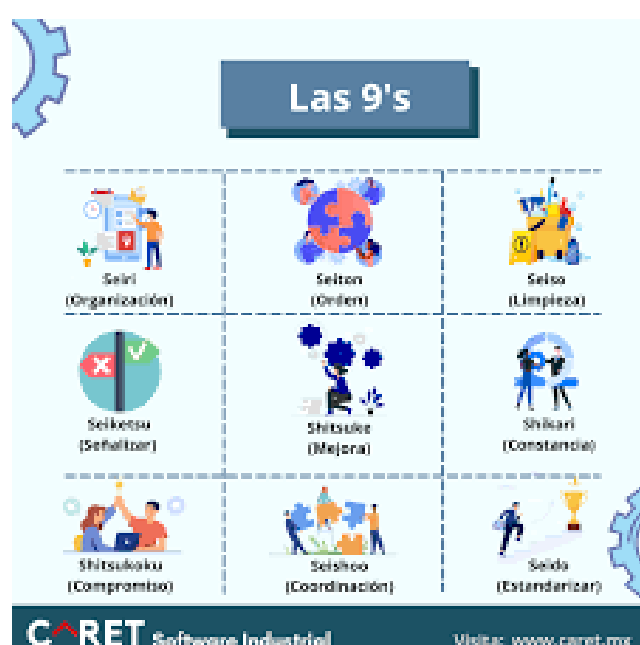 Las 9's
Seiri
(Organización)
Seiton
(Orden)
Seiso
(Limpieza)
Seiketsu
(Señalizar)
Shitsuke
(Mejora)
Shikari
(Constancia)
Shitsukoku
(Compromiso)
Seishoo
(Coordinación)
Seido
(Estandarizar)
CARET Software Industrial
Visita: www.caret.mx